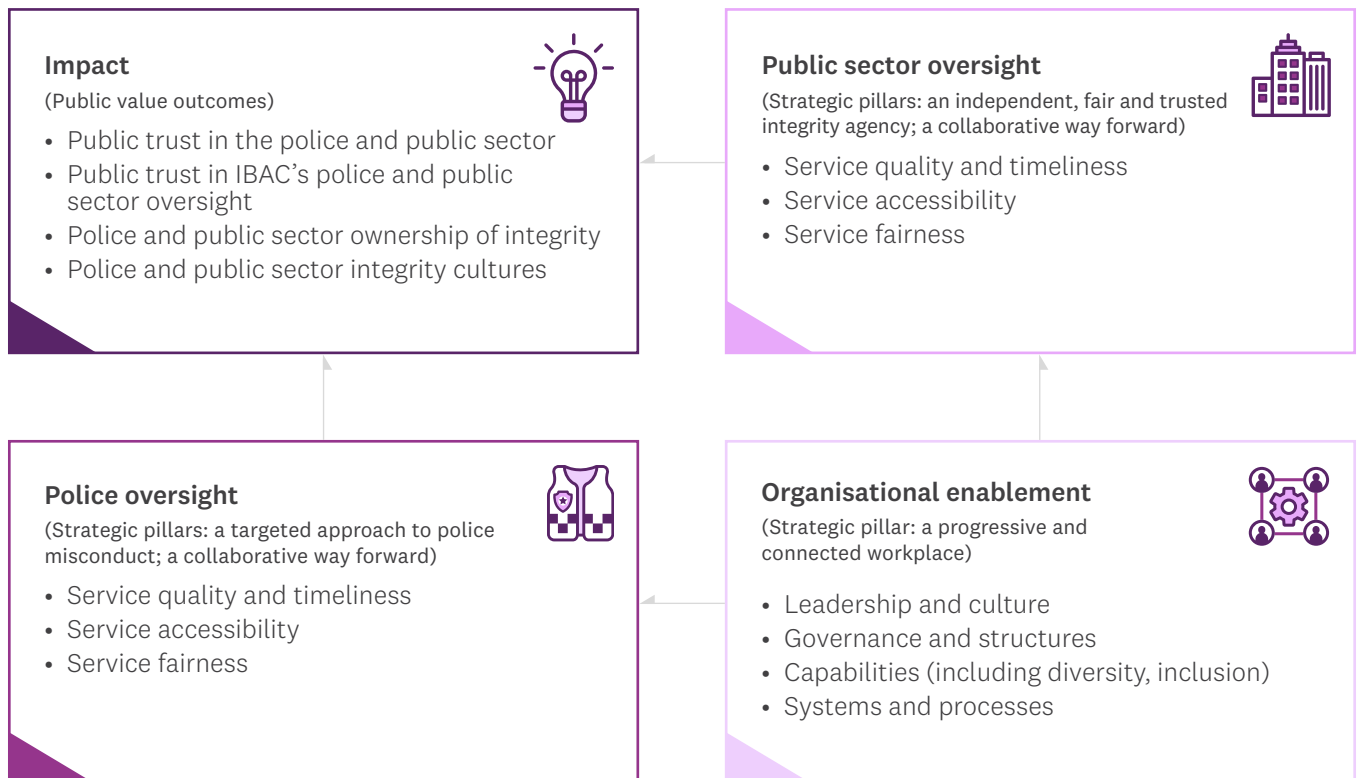 Impact
(Public value outcomes)
• Public trust in the police and public sector
• Public trust in IBAC’s police and public
sector oversight
• Police and public sector ownership of integrity
• Police and public sector integrity cultures
Public sector oversight
(Strategic pillars: an independent, fair and trusted
integrity agency; a collaborative way forward)
• Service quality and timeliness
• Service accessibility
• Service fairness
Police oversight
(Strategic pillars: a targeted approach to police
misconduct; a collaborative way forward)
• Service quality and timeliness
• Service accessibility
• Service fairness
Organisational enablement
(Strategic pillar: a progressive and
connected workplace)
• Leadership and culture
• Governance and structures
• Capabilities (including diversity, inclusion)
• Systems and processes